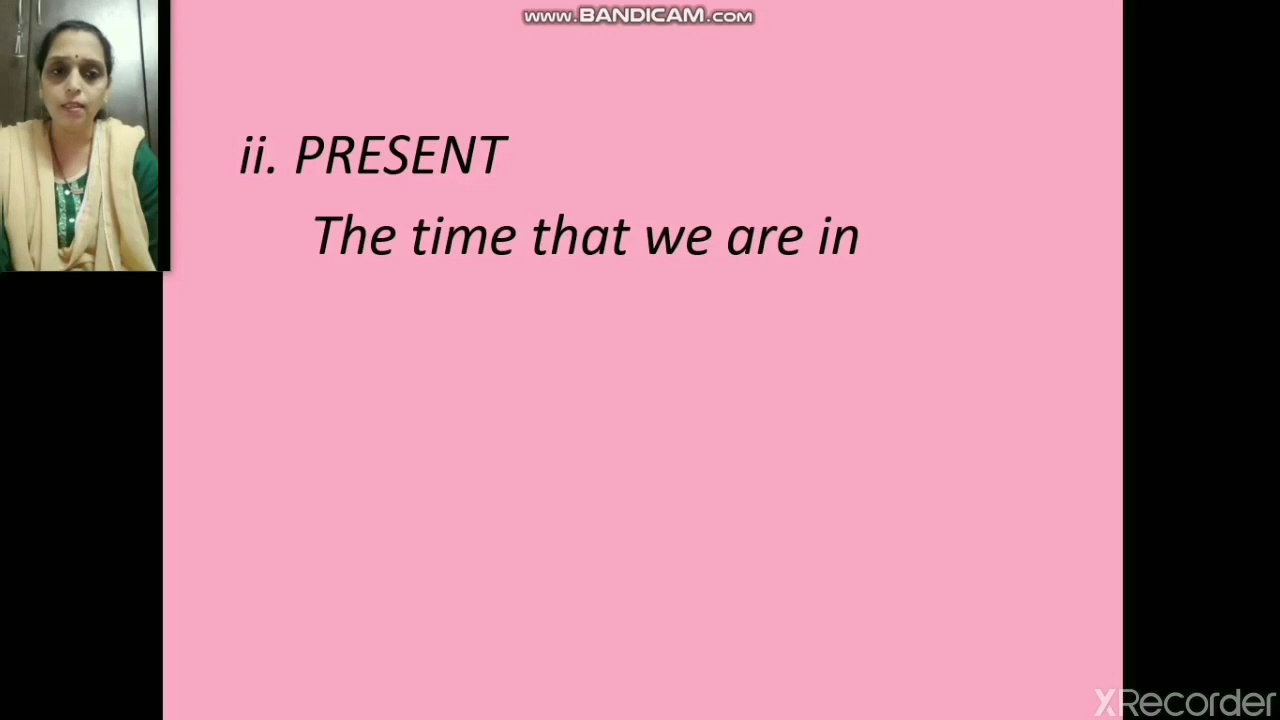 www.BANDICAM.com
ii. PRESENT
The time that we are in
XRecorder